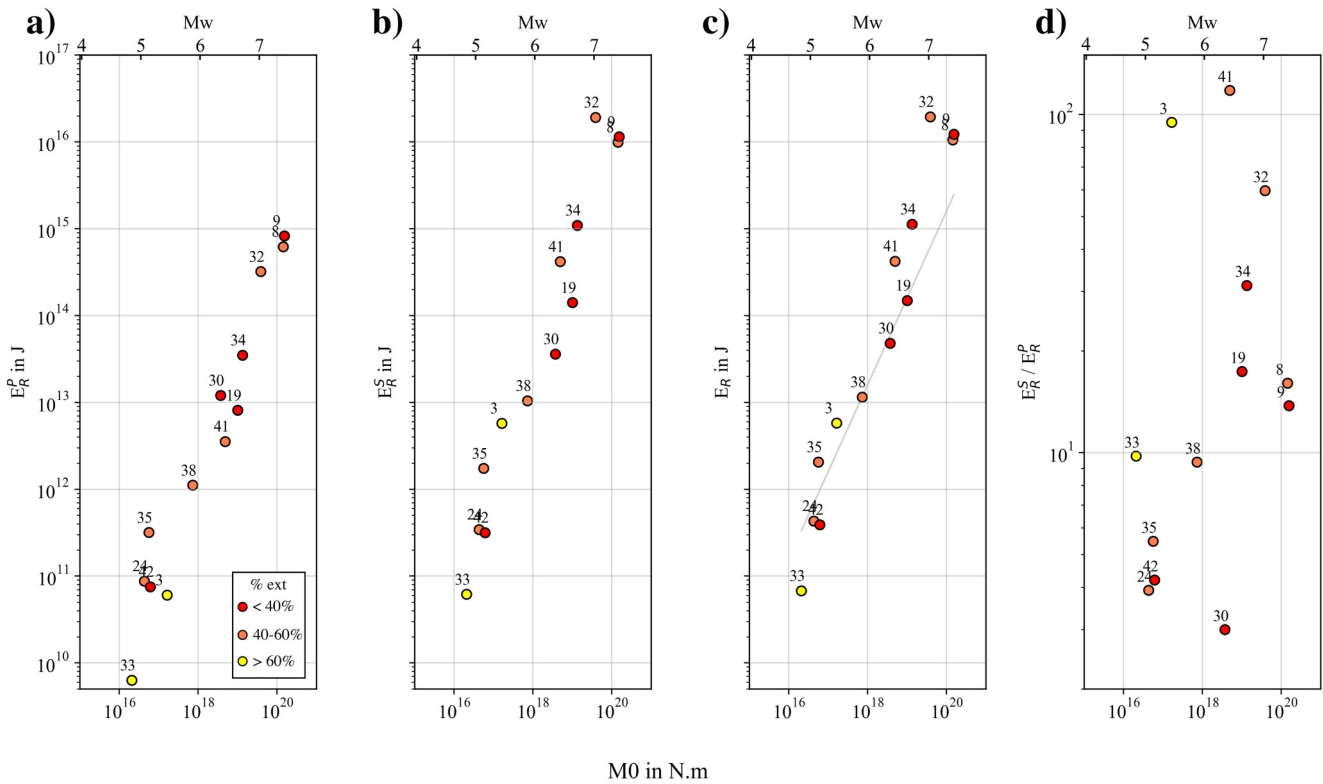 a)
Mw
4 5 6 7
10^17
10^16
10^15
10^14
10^13
10^12
10^11
10^10
E_R^P in J
9
8
32
34
30
19
41
38
35
24
42
3
33
% ext
< 40%
40-60%
> 60%
10^16 10^18 10^20
b)
Mw
4 5 6 7
E_R^S in J
32
9
8
34
41
19
30
38
3
35
24
42
33
10^16 10^18 10^20
c)
Mw
4 5 6 7
E_R in J
32
9
8
34
41
19
30
38
3
35
24
42
33
10^16 10^18 10^20
d)
Mw
4 5 6 7
10^2
10^1
E_R^S / E_R^P
41
3
32
34
19
8
9
33
38
35
42
24
30
10^16 10^18 10^20
M0 in N.m